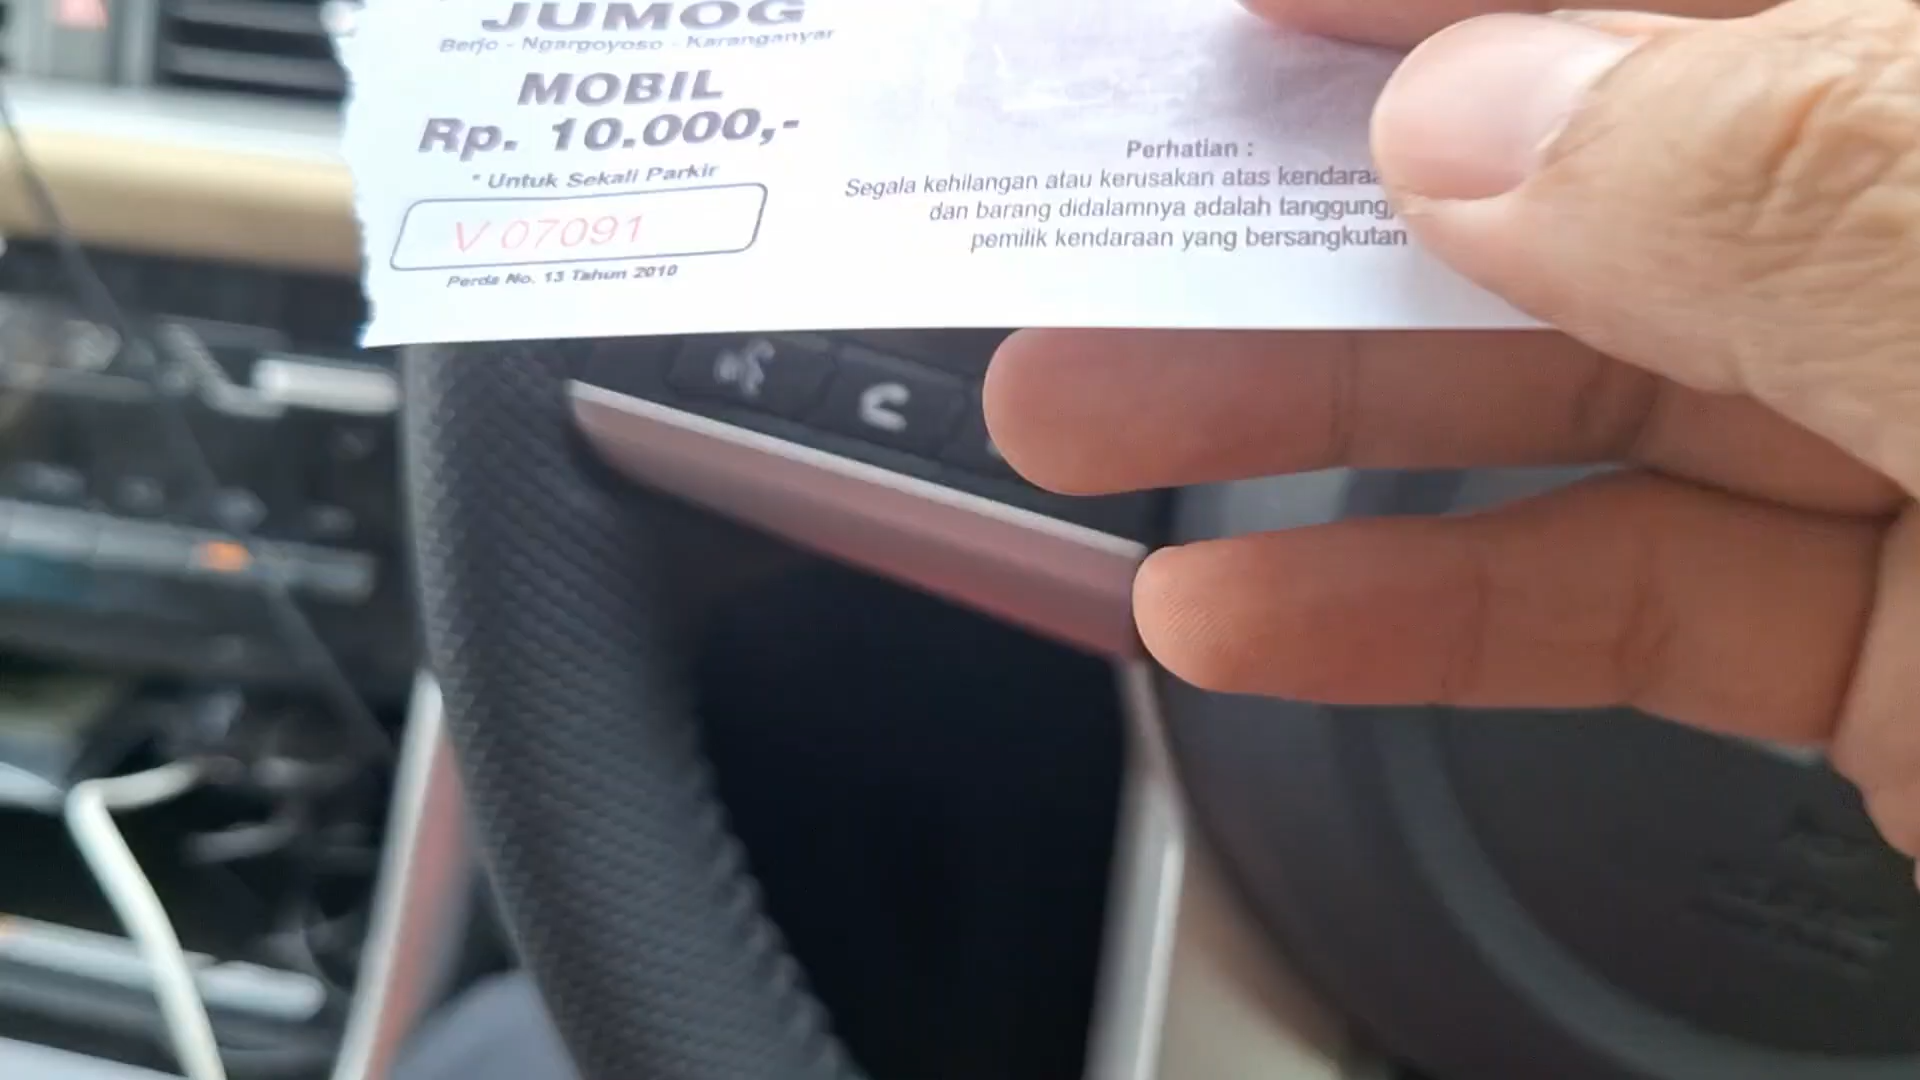 JUMOG
Berjo - Ngargoyoso - Karanganyar
MOBIL
Rp. 10.000,-
* Untuk Sekali Parkir
V 07091
Perda No. 13 Tahun 2010
Perhatian :
Segala kehilangan atau kerusakan atas
dan barang didalamnya adalah tanggung
pemilik kendaraan yang bersangkutan